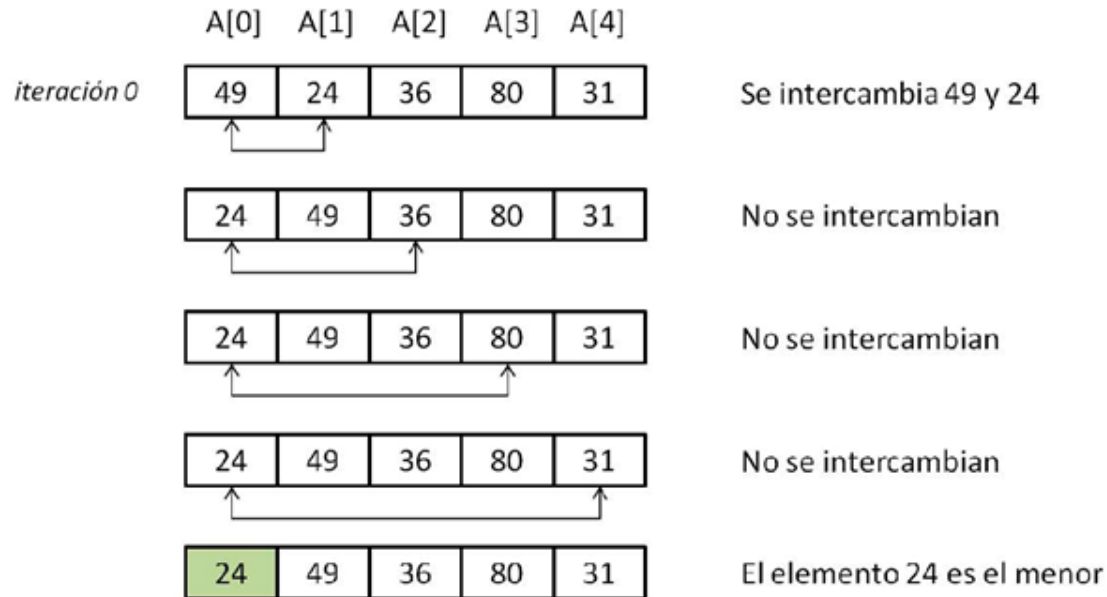 A[0] A[1] A[2] A[3] A[4]
iteración 0 49 24 36 80 31 Se intercambia 49 y 24
24 49 36 80 31 No se intercambian
24 49 36 80 31 No se intercambian
24 49 36 80 31 No se intercambian
24 49 36 80 31 El elemento 24 es el menor